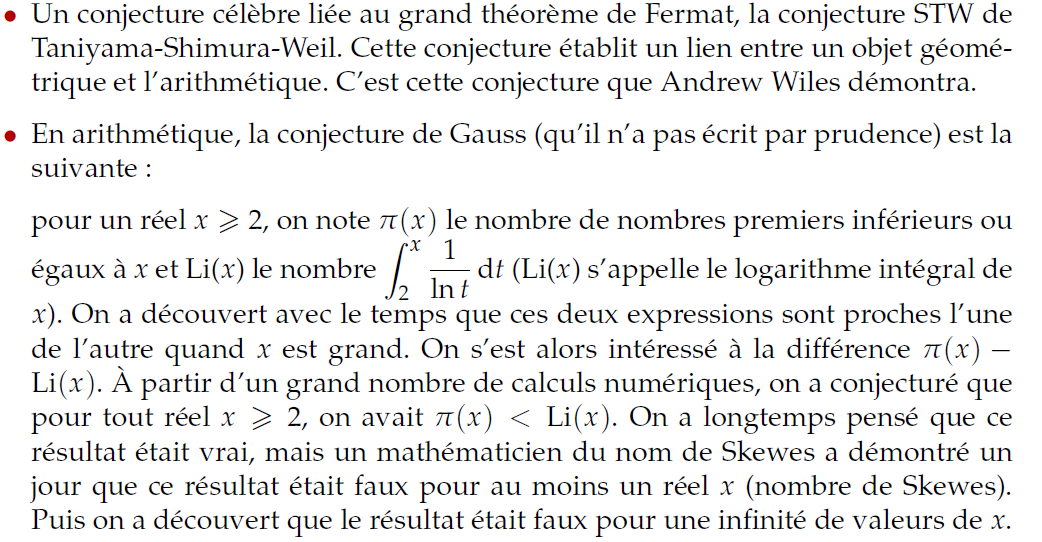 • Un conjecture célèbre liée au grand théorème de Fermat, la conjecture STW de
Taniyama-Shimura-Weil. Cette conjecture établit un lien entre un objet géomé-
trique et l'arithmétique. C'est cette conjecture que Andrew Wiles démontra.
• En arithmétique, la conjecture de Gauss (qu'il n'a pas écrit par prudence) est la
suivante :
pour un réel x ⩾ 2, on note π(x) le nombre de nombres premiers inférieurs ou
égaux à x et Li(x) le nombre ∫₂ˣ 1/ln t dt (Li(x) s'appelle le logarithme intégral de
x). On a découvert avec le temps que ces deux expressions sont proches l'une
de l'autre quand x est grand. On s'est alors intéressé à la différence π(x) −
Li(x). À partir d'un grand nombre de calculs numériques, on a conjecturé que
pour tout réel x ⩾ 2, on avait π(x) < Li(x). On a longtemps pensé que ce
résultat était vrai, mais un mathématicien du nom de Skewes a démontré un
jour que ce résultat était faux pour au moins un réel x (nombre de Skewes).
Puis on a découvert que le résultat était faux pour une infinité de valeurs de x.